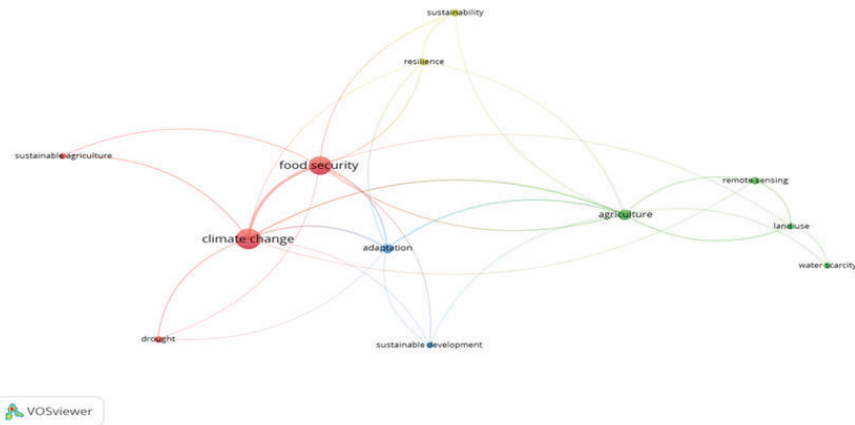 sustainability
resilience
sustainable agriculture
food security
remote sensing
agriculture
land use
climate change
adaptation
water scarcity
drought
sustainable development
VOSviewer